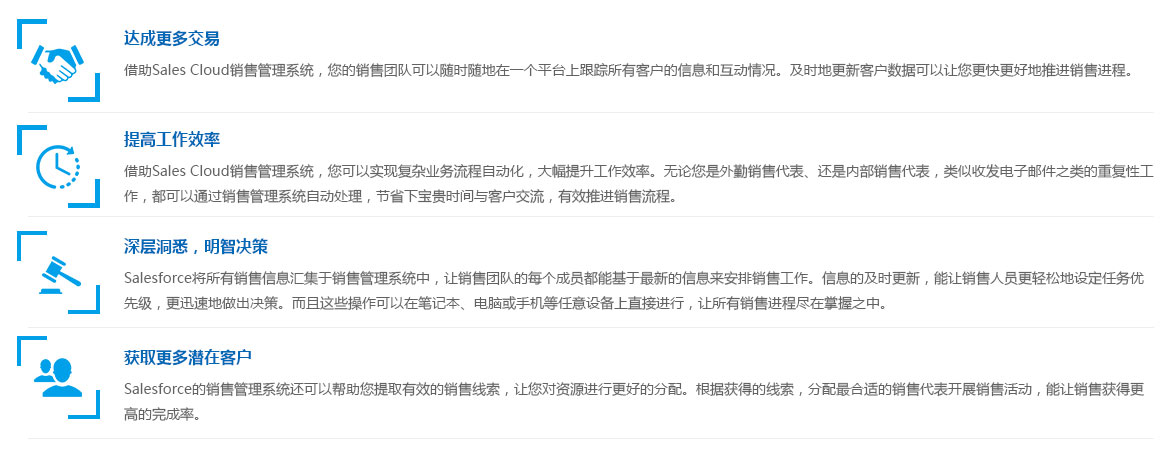 达成更多交易
借助Sales Cloud销售管理系统，您的销售团队可以随时随地在一个平台上跟踪所有客户的信息和互动情况。及时地更新客户数据可以让您更快更好地推进销售进程。
提高工作效率
借助Sales Cloud销售管理系统，您可以实现复杂业务流程自动化，大幅提升工作效率。无论您是外勤销售代表、还是内部销售代表，类似收发电子邮件之类的重复性工
作，都可以通过销售管理系统自动处理，节省下宝贵时间与客户交流，有效推进销售流程。
深层洞悉，明智决策
Salesforce将所有销售信息汇集于销售管理系统中，让销售团队的每个成员都能基于最新的信息来安排销售工作。信息的及时更新，能让销售人员更轻松地设定任务优
先级，更迅速地做出决策。而且这些操作可以在笔记本、电脑或手机等任意设备上直接进行，让所有销售进程尽在掌握之中。
获取更多潜在客户
Salesforce的销售管理系统还可以帮助您提取有效的销售线索，让您对资源进行更好的分配。根据获得的线索，分配最合适的销售代表开展销售活动，能让销售获得更
高的完成率。